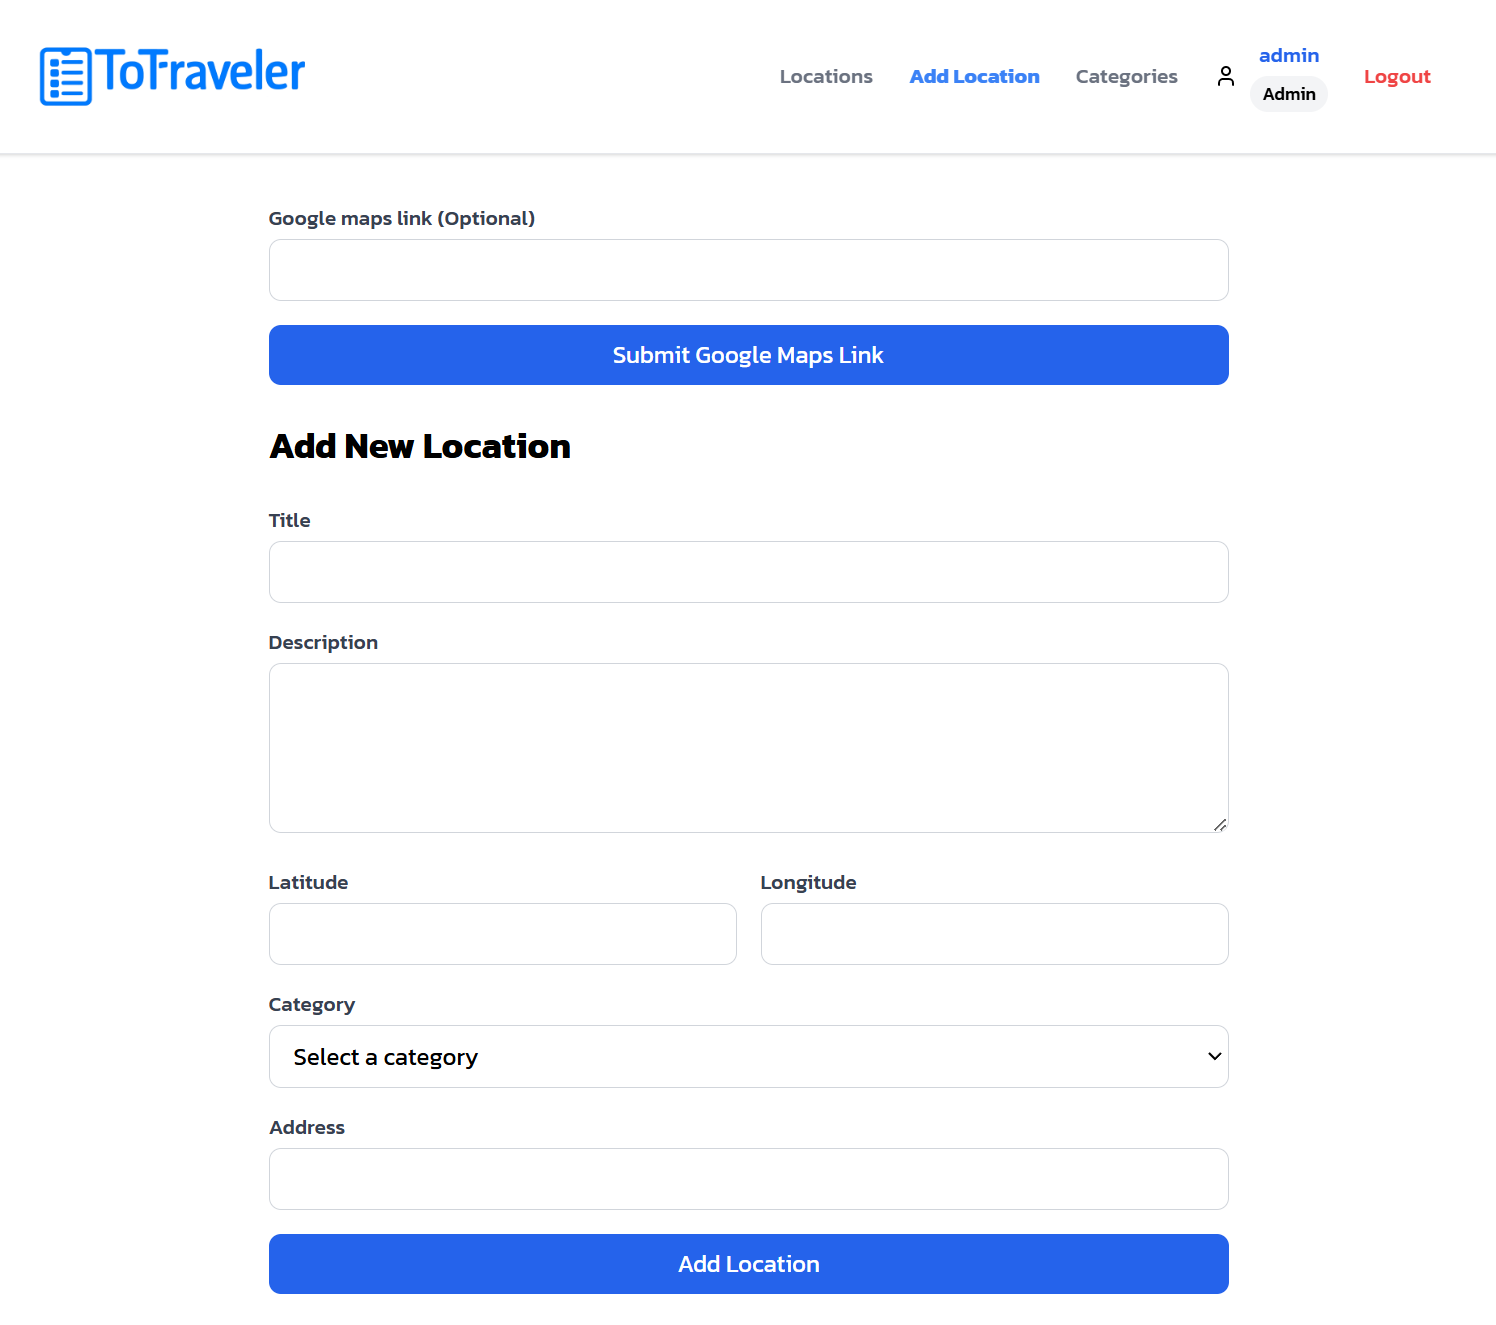 ToTraveler
Locations
Add Location
Categories
admin
Admin
Logout
Google maps link (Optional)
Submit Google Maps Link
Add New Location
Title
Description
Latitude
Longitude
Category
Select a category
Address
Add Location